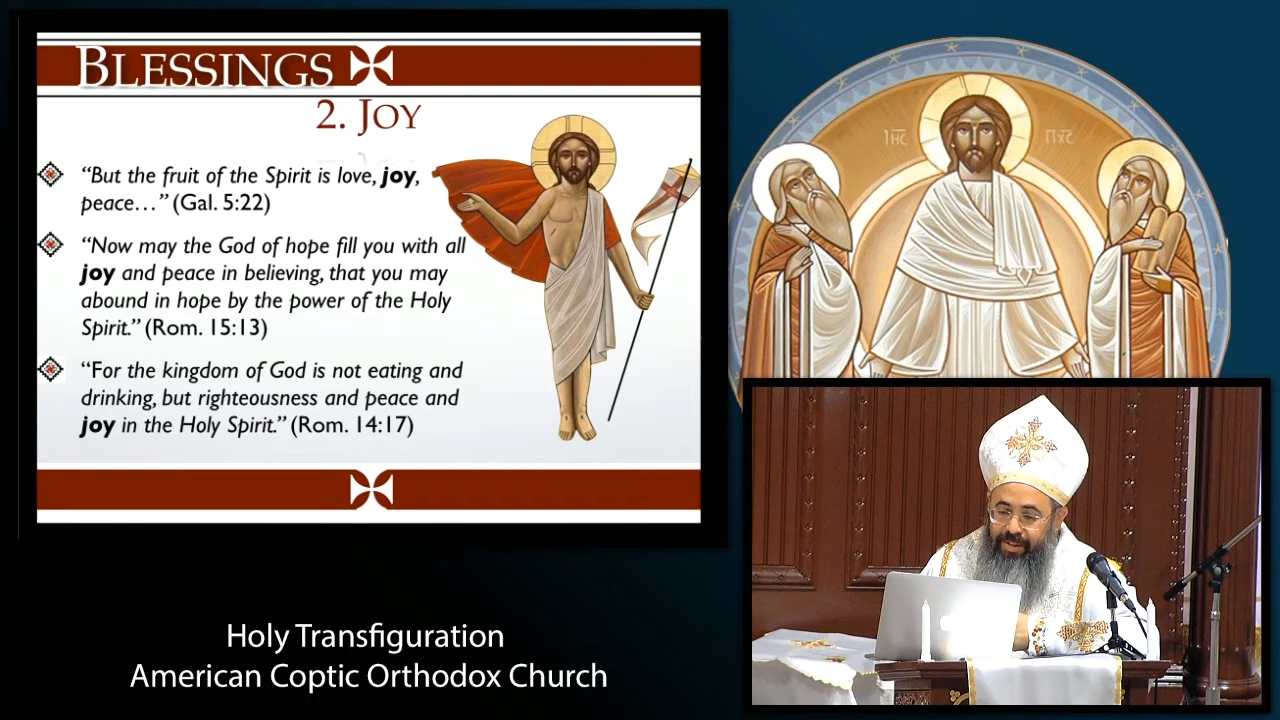 BLESSINGS
2. JOY
“But the fruit of the Spirit is love, joy,
peace…” (Gal. 5:22)
“Now may the God of hope fill you with all
joy and peace in believing, that you may
abound in hope by the power of the Holy
Spirit.” (Rom. 15:13)
“For the kingdom of God is not eating and
drinking, but righteousness and peace and
joy in the Holy Spirit.” (Rom. 14:17)
Holy Transfiguration
American Coptic Orthodox Church